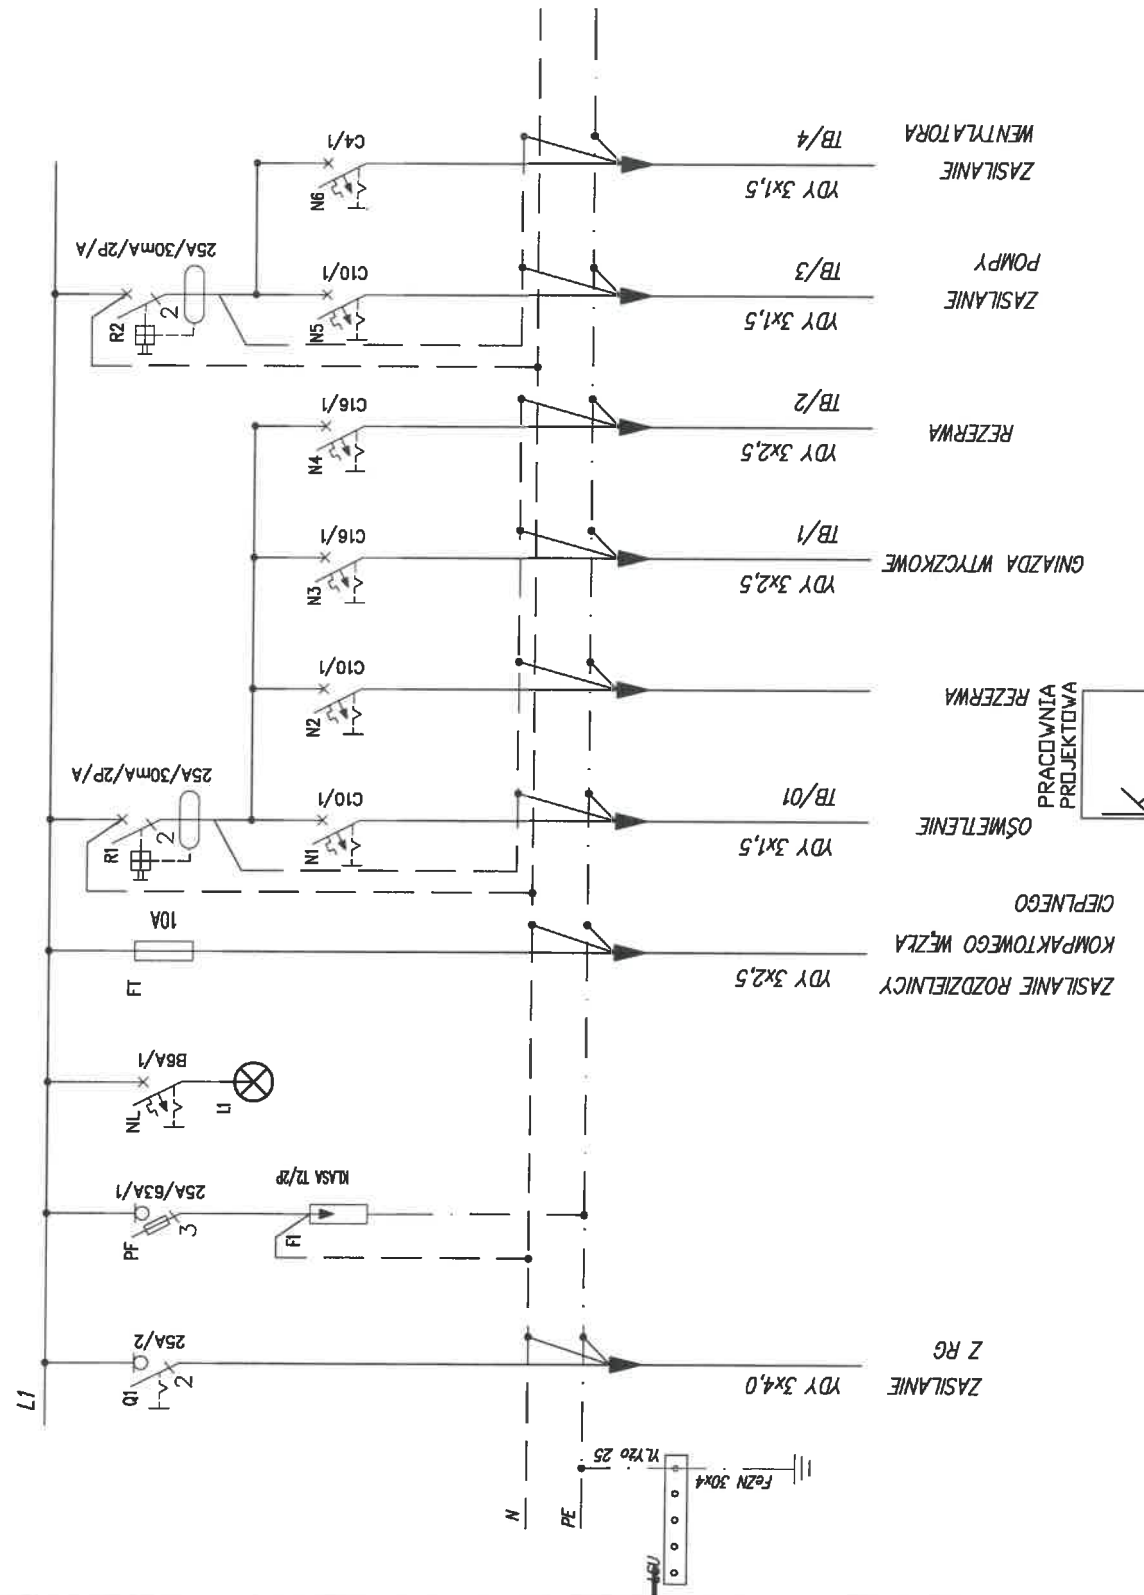 L1
Q1
25A/2
2
YDY 3x4,0
ZASILANIE
Z RG
PF
25A/63A/1
3
F1
KLASA T2/2P
NL
B6A/1
L1
FT
10A
YDY 3x2,5
ZASILANIE ROZDZIELNICY
KOMPAKTOWEGO WĘZŁA
CIEPLNEGO
R1
25A/30mA/2P/A
2
N1
C10/1
TB/01
YDY 3x1,5
OŚWETLENIE
N2
C10/1
REZERWA
N3
C16/1
TB/1
YDY 3x2,5
GNIAZDA WTYCZKOWE
N4
C16/1
TB/2
YDY 3x2,5
REZERWA
R2
25A/30mA/2P/A
2
N5
C10/1
TB/3
YDY 3x1,5
ZASILANIE
POMPY
N6
C4/1
TB/4
YDY 3x1,5
ZASILANIE
WENTYLATORA
N
PE
YLYżo 25
FeZN 30x4
PRACOWNIA
PROJEKTOWA